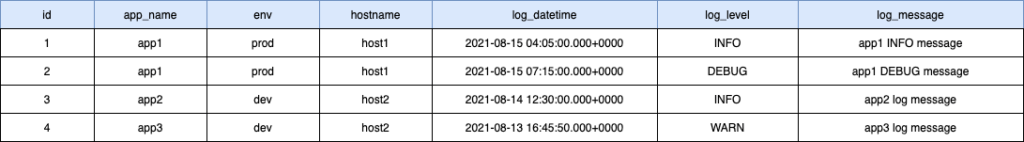 id app_name env hostname log_datetime log_level log_message
1 app1 prod host1 2021-08-15 04:05:00.000+0000 INFO app1 INFO message
2 app1 prod host1 2021-08-15 07:15:00.000+0000 DEBUG app1 DEBUG message
3 app2 dev host2 2021-08-14 12:30:00.000+0000 INFO app2 log message
4 app3 dev host2 2021-08-13 16:45:50.000+0000 WARN app3 log message